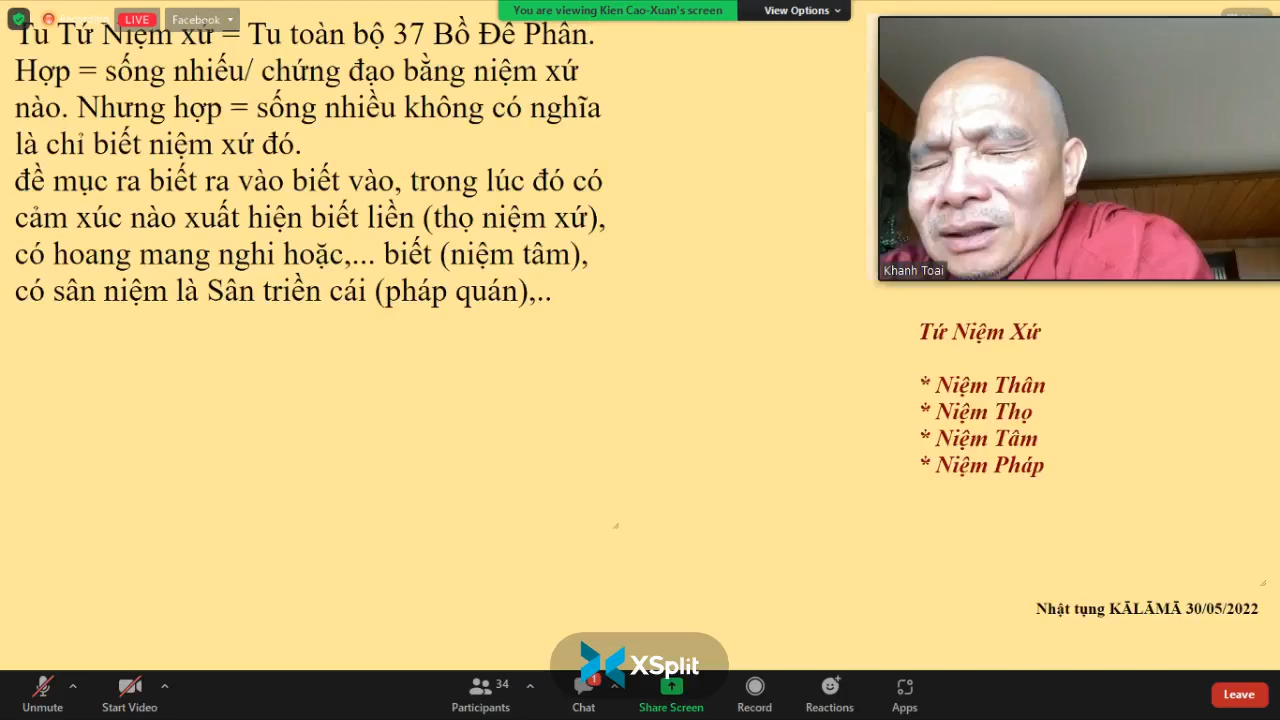 You are viewing Kien Cao-Xuan's screen
View Options
LIVE
Facebook
Tu Tứ Niệm xứ = Tu toàn bộ 37 Bồ Đề Phần.
Hợp = sống nhiếu/ chứng đạo bằng niệm xứ
nào. Nhưng hợp = sống nhiều không có nghĩa
là chỉ biết niệm xứ đó.
đề mục ra biết ra vào biết vào, trong lúc đó có
cảm xúc nào xuất hiện biết liền (thọ niệm xứ),
có hoang mang nghi hoặc,... biết (niệm tâm),
có sân niệm là Sân triền cái (pháp quán),..
Khanh Toai
Tứ Niệm Xứ
* Niệm Thân
* Niệm Thọ
* Niệm Tâm
* Niệm Pháp
Nhật tụng KĀLĀMĀ 30/05/2022
XSplit
Unmute
Start Video
34
Participants
1
Chat
Share Screen
Record
Reactions
Apps
Leave